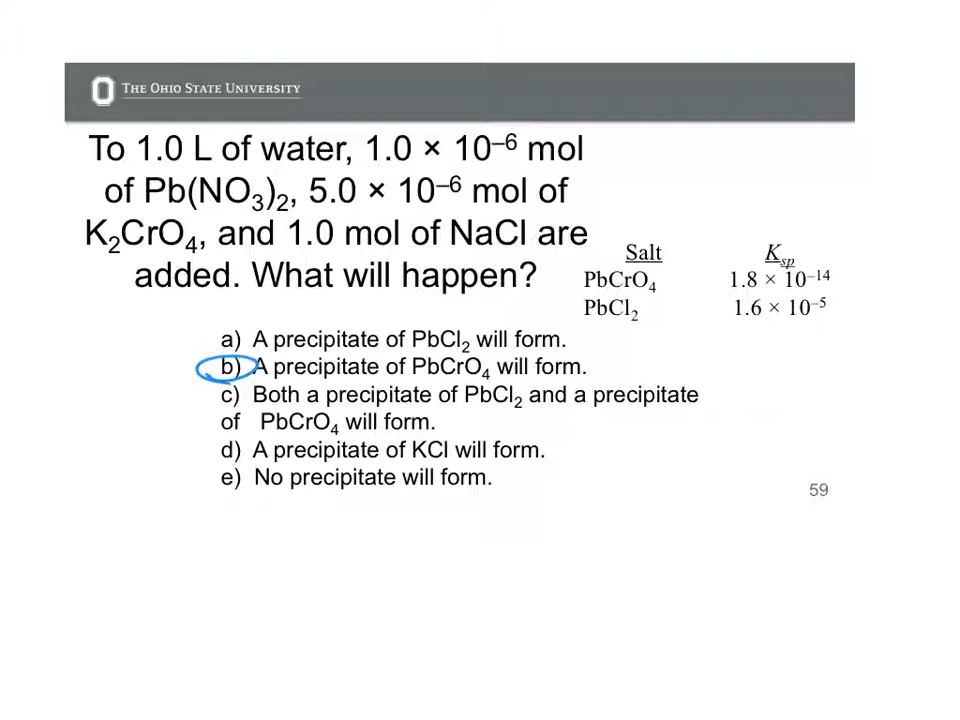 THE OHIO STATE UNIVERSITY
To 1.0 L of water, 1.0 × 10⁻⁶ mol
of Pb(NO₃)₂, 5.0 × 10⁻⁶ mol of
K₂CrO₄, and 1.0 mol of NaCl are
added. What will happen?
Salt Ksp
PbCrO₄ 1.8 × 10⁻¹⁴
PbCl₂ 1.6 × 10⁻⁵
a) A precipitate of PbCl₂ will form.
b) A precipitate of PbCrO₄ will form.
c) Both a precipitate of PbCl₂ and a precipitate
of PbCrO₄ will form.
d) A precipitate of KCl will form.
e) No precipitate will form.
59